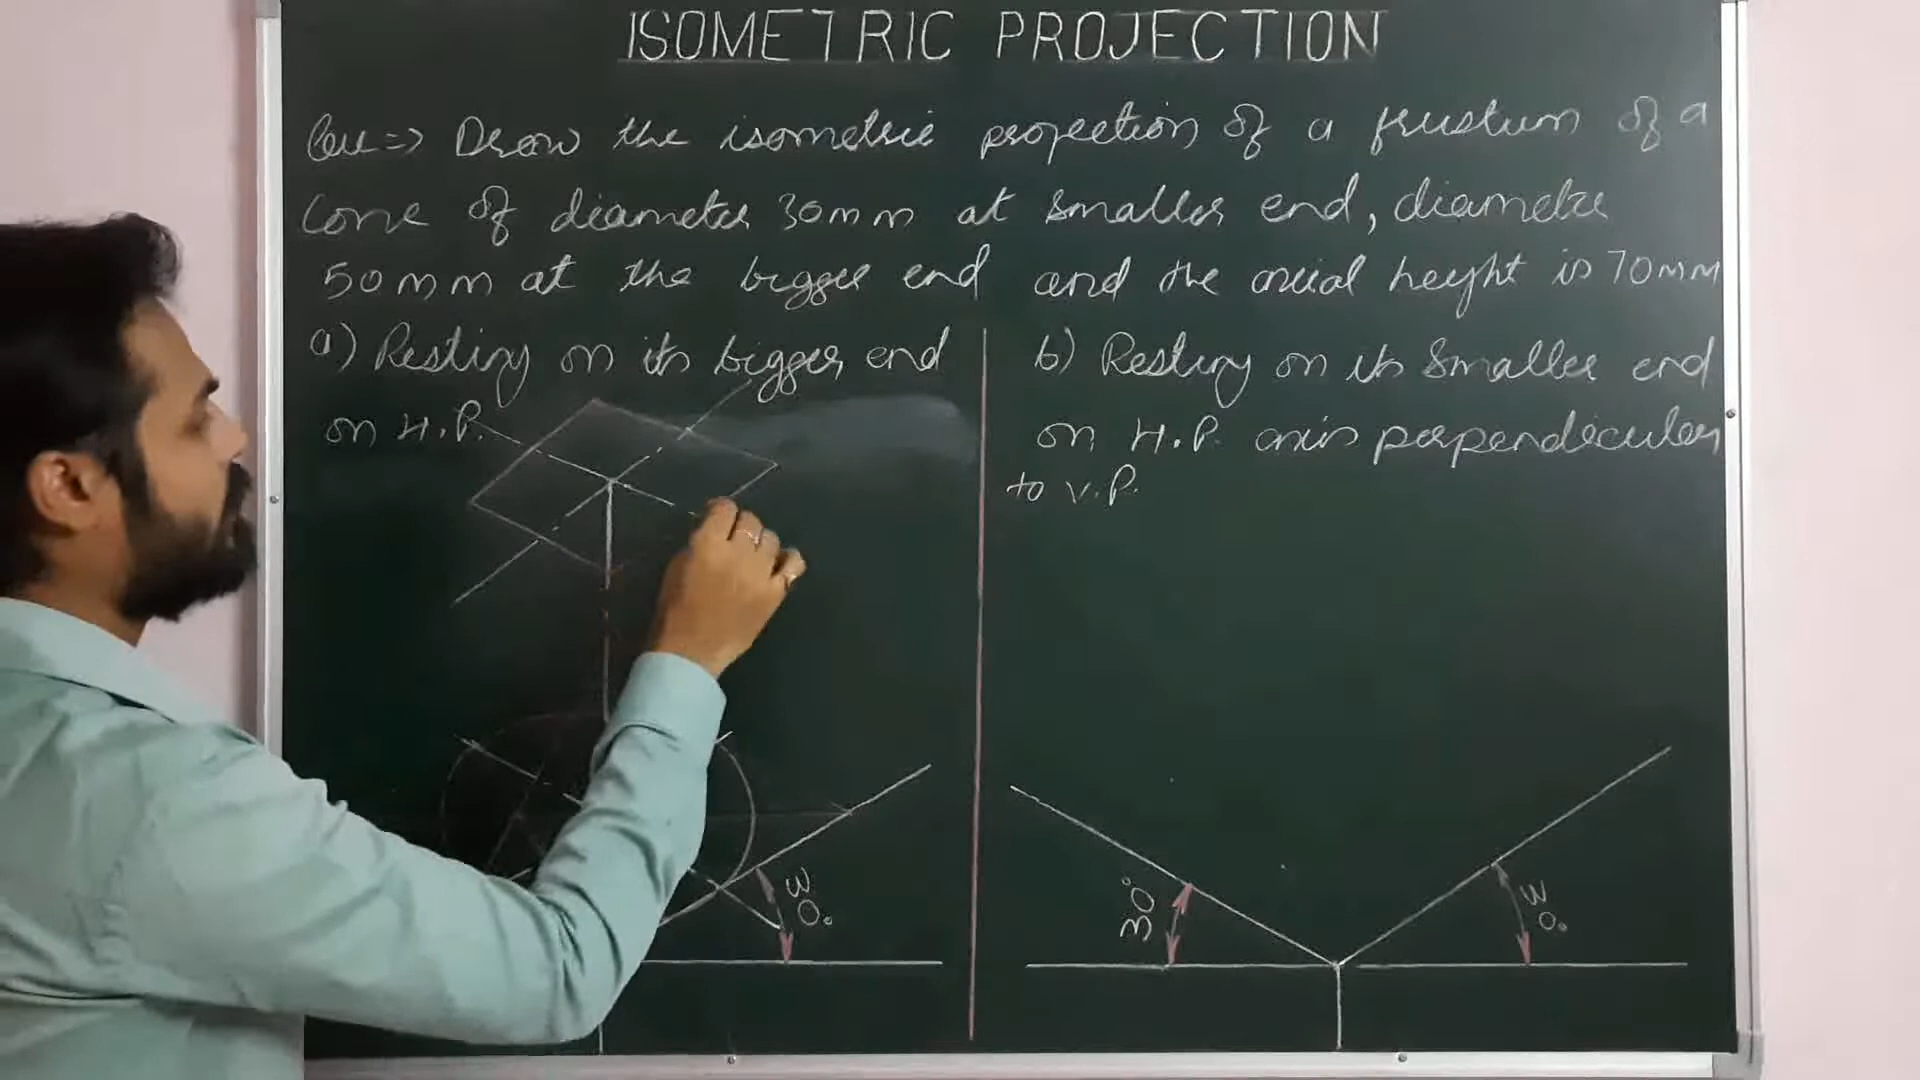 ISOMETRIC PROJECTION
Que => Draw the isometric projection of a frustum of a
cone of diameter 30mm at smaller end, diameter
50mm at the bigger end and the axial height is 70mm
a) Resting on its bigger end
on H.P.
b) Resting on its smaller end
on H.P. axis perpendicular
to V.P.
30°
30°
30°